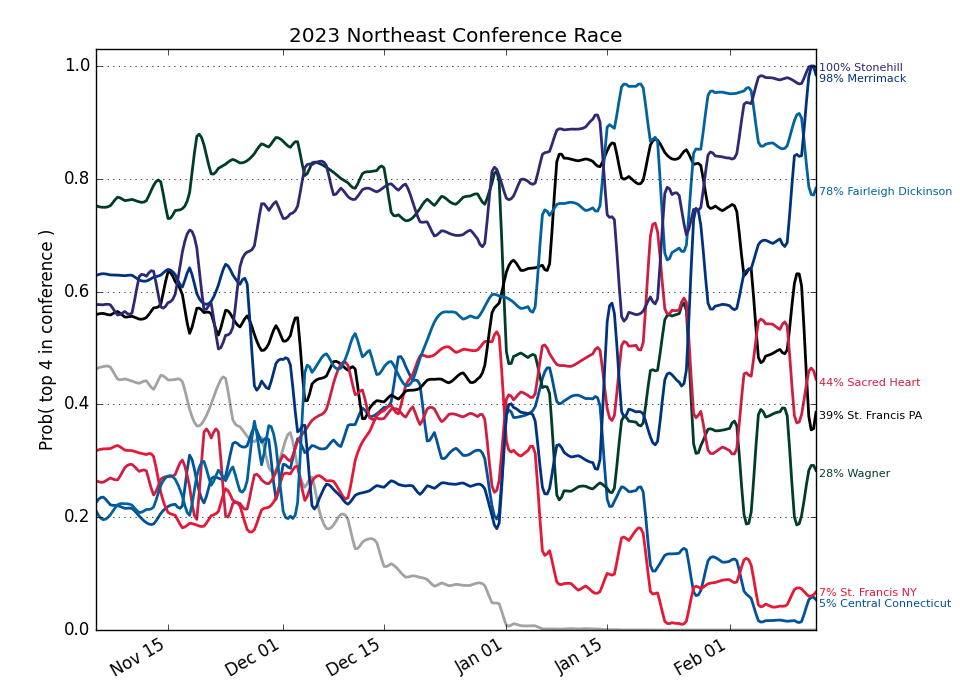 2023 Northeast Conference Race
Prob( top 4 in conference )
1.0
0.8
0.6
0.4
0.2
0.0
Nov 15
Dec 01
Dec 15
Jan 01
Jan 15
Feb 01
100% Stonehill
98% Merrimack
78% Fairleigh Dickinson
44% Sacred Heart
39% St. Francis PA
28% Wagner
7% St. Francis NY
5% Central Connecticut